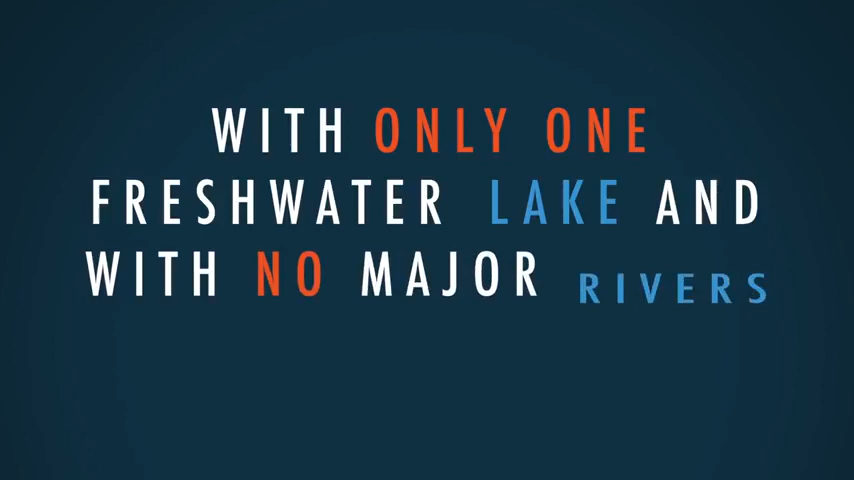 WITH ONLY ONE
FRESHWATER LAKE AND
WITH NO MAJOR RIVERS